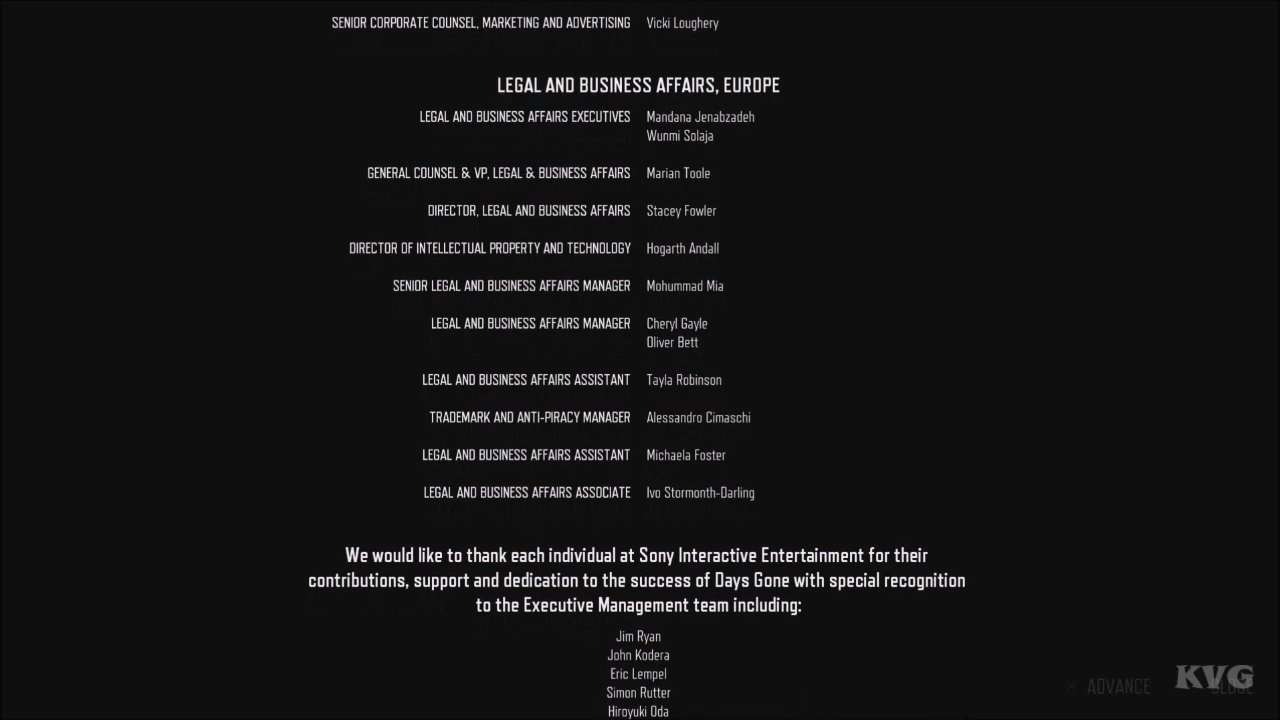 SENIOR CORPORATE COUNSEL, MARKETING AND ADVERTISING Vicki Loughery
LEGAL AND BUSINESS AFFAIRS, EUROPE
LEGAL AND BUSINESS AFFAIRS EXECUTIVES Mandana Jenabzadeh
Wunmi Solaja
GENERAL COUNSEL & VP, LEGAL & BUSINESS AFFAIRS Marian Toole
DIRECTOR, LEGAL AND BUSINESS AFFAIRS Stacey Fowler
DIRECTOR OF INTELLECTUAL PROPERTY AND TECHNOLOGY Hogarth Andall
SENIOR LEGAL AND BUSINESS AFFAIRS MANAGER Mohummad Mia
LEGAL AND BUSINESS AFFAIRS MANAGER Cheryl Gayle
Oliver Bett
LEGAL AND BUSINESS AFFAIRS ASSISTANT Tayla Robinson
TRADEMARK AND ANTI-PIRACY MANAGER Alessandro Cimaschi
LEGAL AND BUSINESS AFFAIRS ASSISTANT Michaela Foster
LEGAL AND BUSINESS AFFAIRS ASSOCIATE Ivo Stormonth-Darling
We would like to thank each individual at Sony Interactive Entertainment for their
contributions, support and dedication to the success of Days Gone with special recognition
to the Executive Management team including:
Jim Ryan
John Kodera
Eric Lempel
Simon Rutter
Hiroyuki Oda
ADVANCE CLOSE
KVG